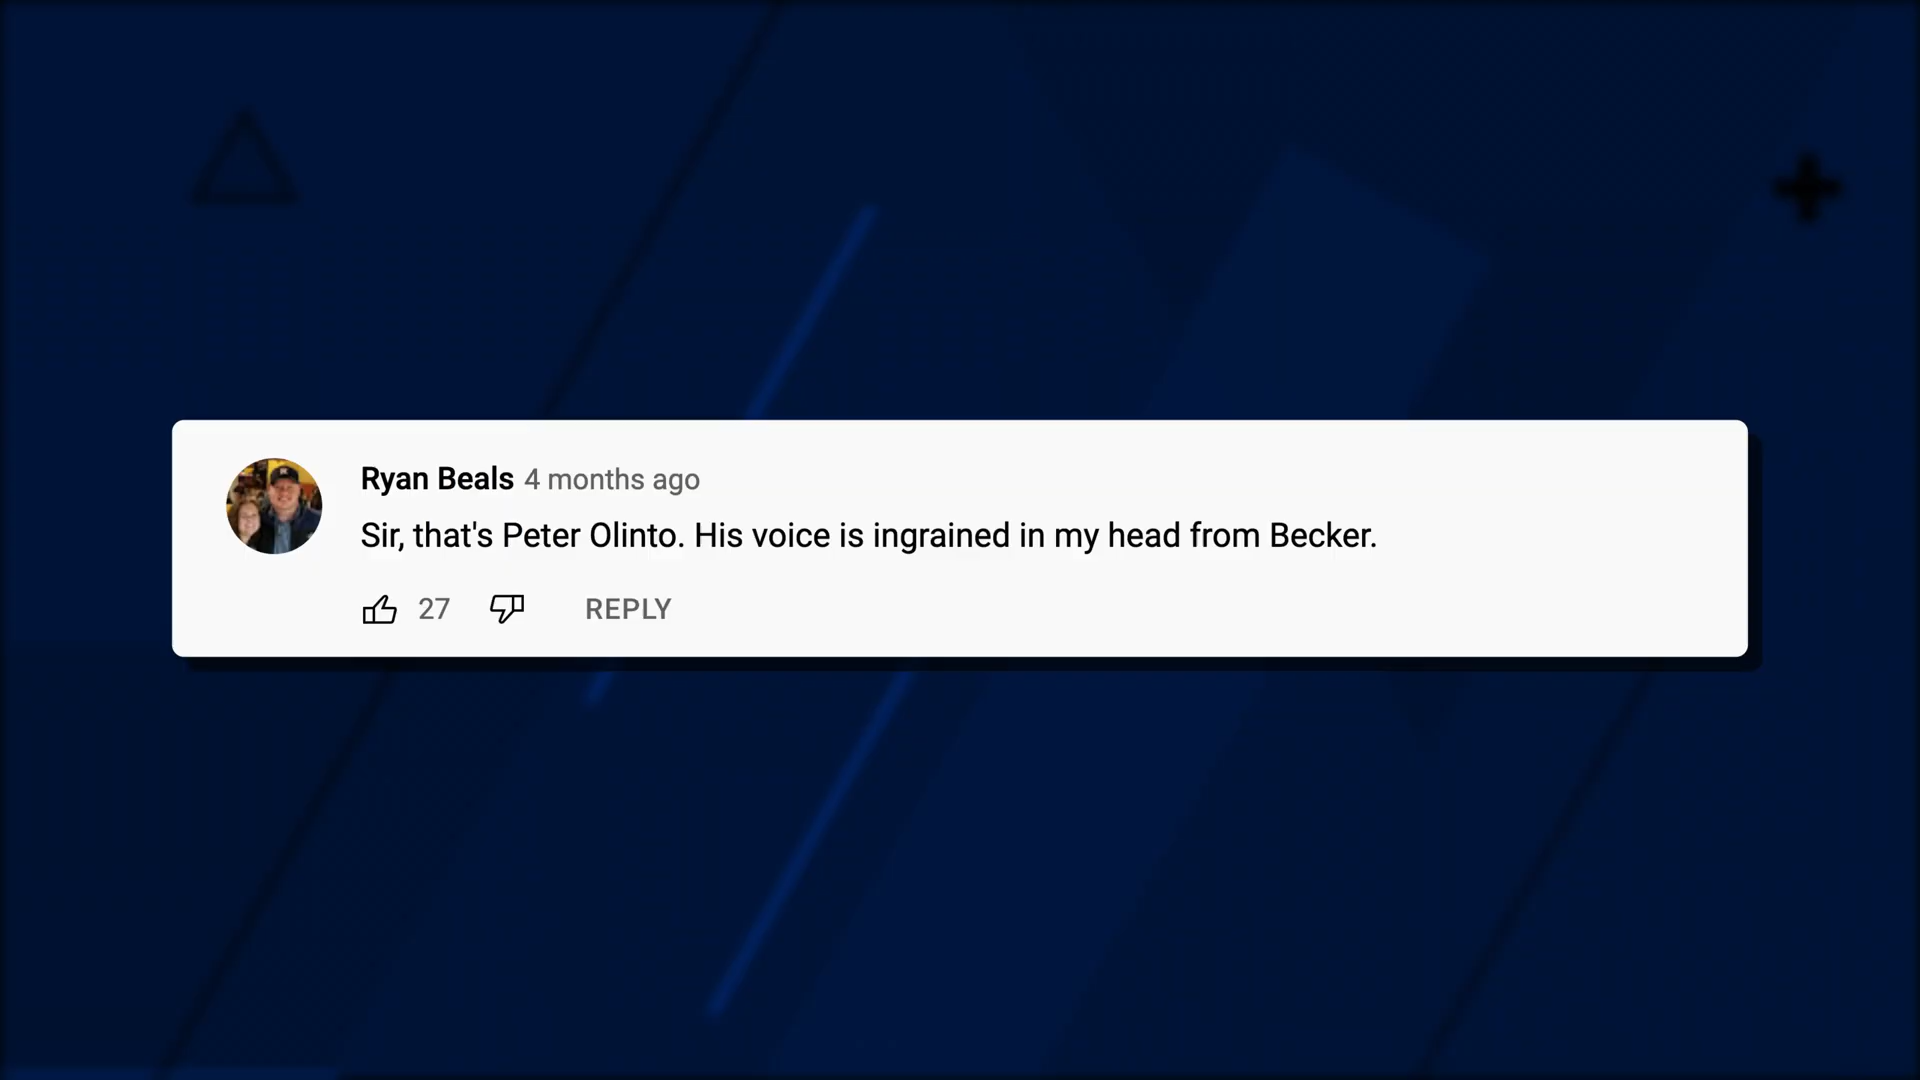 Ryan Beals 4 months ago
Sir, that's Peter Olinto. His voice is ingrained in my head from Becker.
27 REPLY